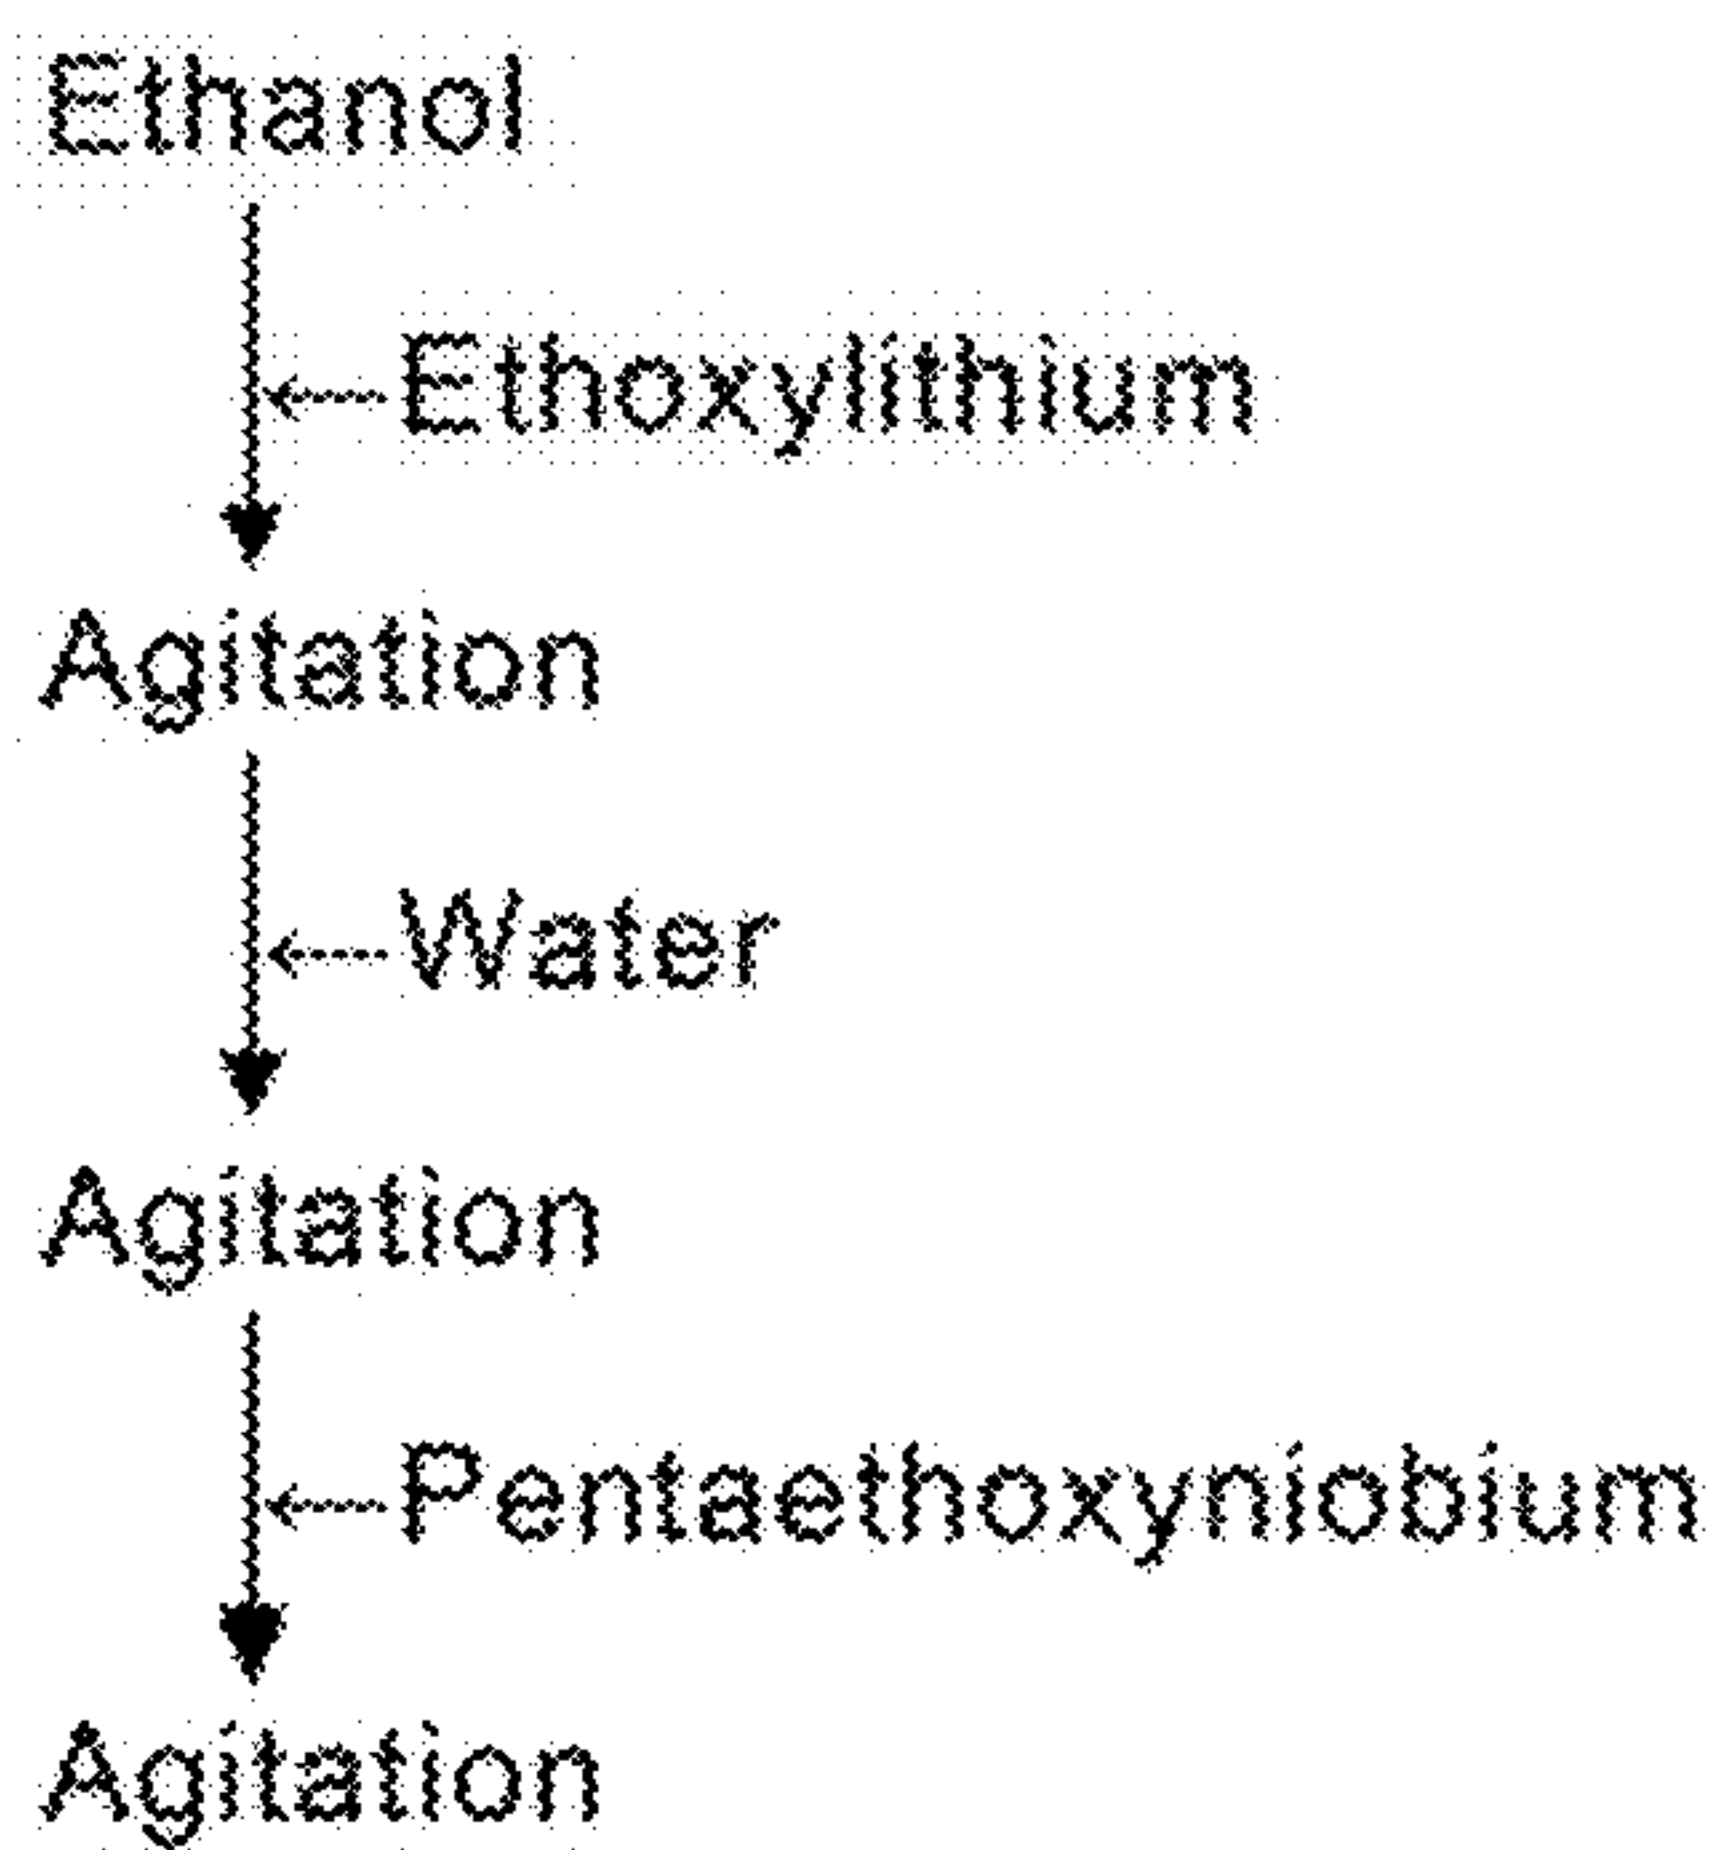 Ethanol
Ethoxylithium
Agitation
Water
Agitation
Pentaethoxyniobium
Agitation